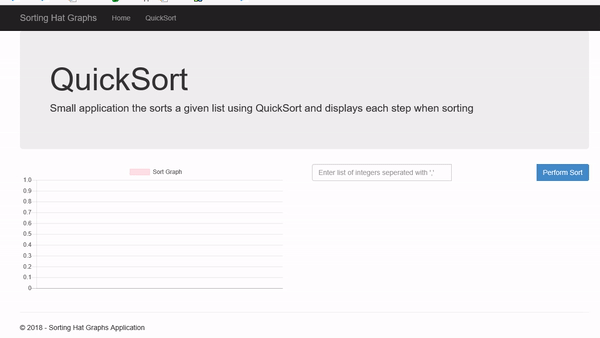 Sorting Hat Graphs Home QuickSort
QuickSort
Small application the sorts a given list using QuickSort and displays each step when sorting
Sort Graph
Enter list of integers seperated with ','
Perform Sort
1.0
0.9
0.8
0.7
0.6
0.5
0.4
0.3
0.2
0.1
0
© 2018 - Sorting Hat Graphs Application